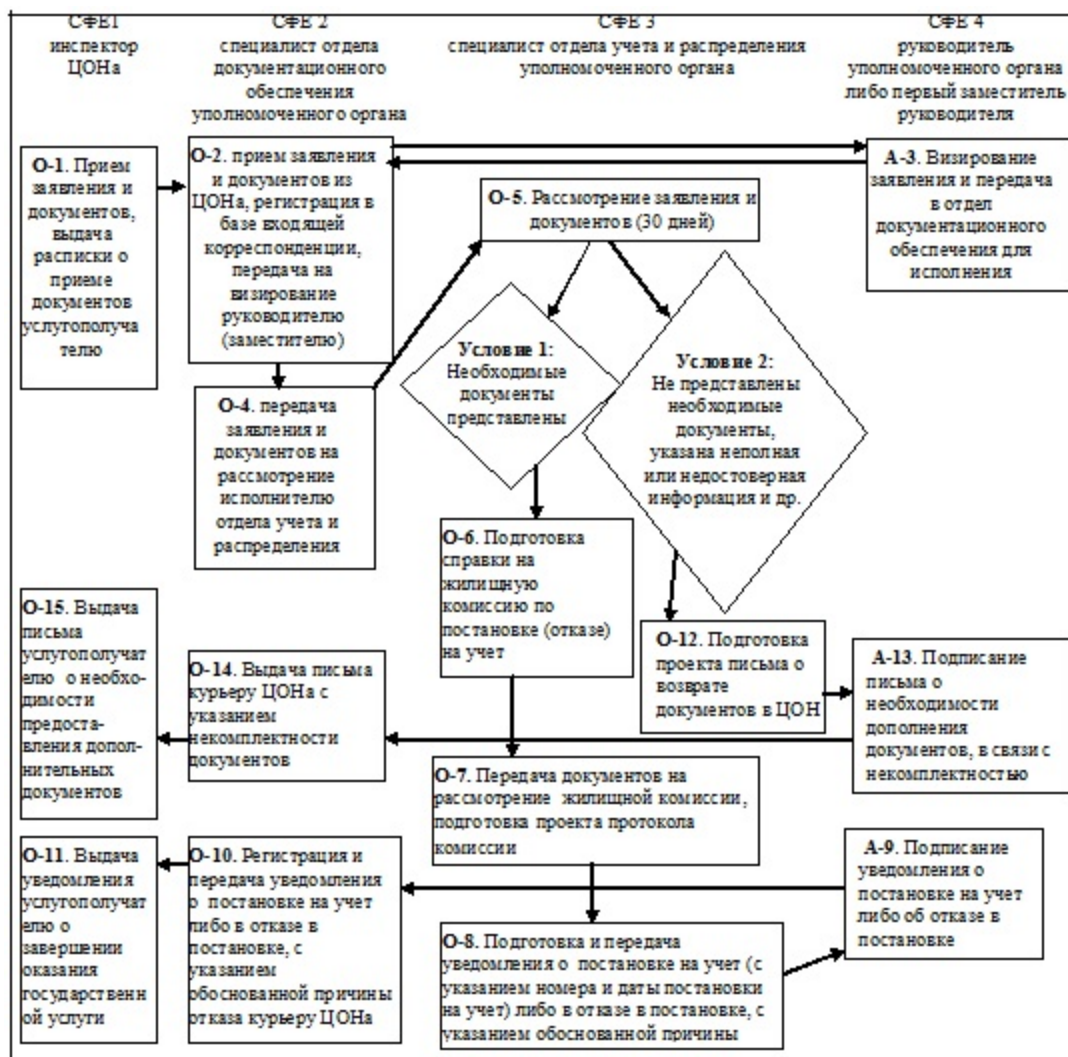 СФЕ1
инспектор
ЦОНа
СФЕ 2
специалист отдела
документационного
обеспечения
уполномоченного органа
СФЕ 3
специалист отдела учета и распределения
уполномоченного органа
СФЕ 4
руководитель
уполномоченного органа
либо первый заместитель
руководителя
О-1. Прием
заявления и
документов,
выдача
расписки о
приеме
документов
услугополуча
телю
О-2. прием заявления
и документов из
ЦОНа, регистрация в
базе входящей
корреспонденции,
передача на
визирование
руководителю
(заместителю)
А-3. Визирование
заявления и передача
в отдел
документационного
обеспечения для
исполнения
О-5. Рассмотрение заявления и
документов (30 дней)
Условие 1:
Необходимые
документы
представлены
Условие 2:
Не представлены
необходимые
документы,
указана неполная
или недостоверная
информация и др.
О-4. передача
заявления и
документов на
рассмотрение
исполнителю
отдела учета и
распределения
О-6. Подготовка
справки на
жилищную
комиссию по
постановке (отказе)
на учет
О-12. Подготовка
проекта письма о
возврате
документов в ЦОН
А-13. Подписание
письма о
необходимости
дополнения
документов, в связи с
некомплектностью
О-15. Выдача
письма
услугополучат
елю о необхо-
димости
предоста-
вления допол-
нительных
документов
О-14. Выдача письма
курьеру ЦОНа с
указанием
некомплектности
документов
О-7. Передача документов на
рассмотрение жилищной комиссии,
подготовка проекта протокола
комиссии
О-11. Выдача
уведомления
услугополучат
елю о
завершении
оказания
государственн
ой услуги
О-10. Регистрация и
передача уведомления
о постановке на учет
либо в отказе в
постановке, с
указанием
обоснованной причины
отказа курьеру ЦОНа
А-9. Подписание
уведомления о
постановке на учет
либо об отказе в
постановке
О-8. Подготовка и передача
уведомления о постановке на учет (с
указанием номера и даты постановки
на учет) либо в отказе в постановке, с
указанием обоснованной причины